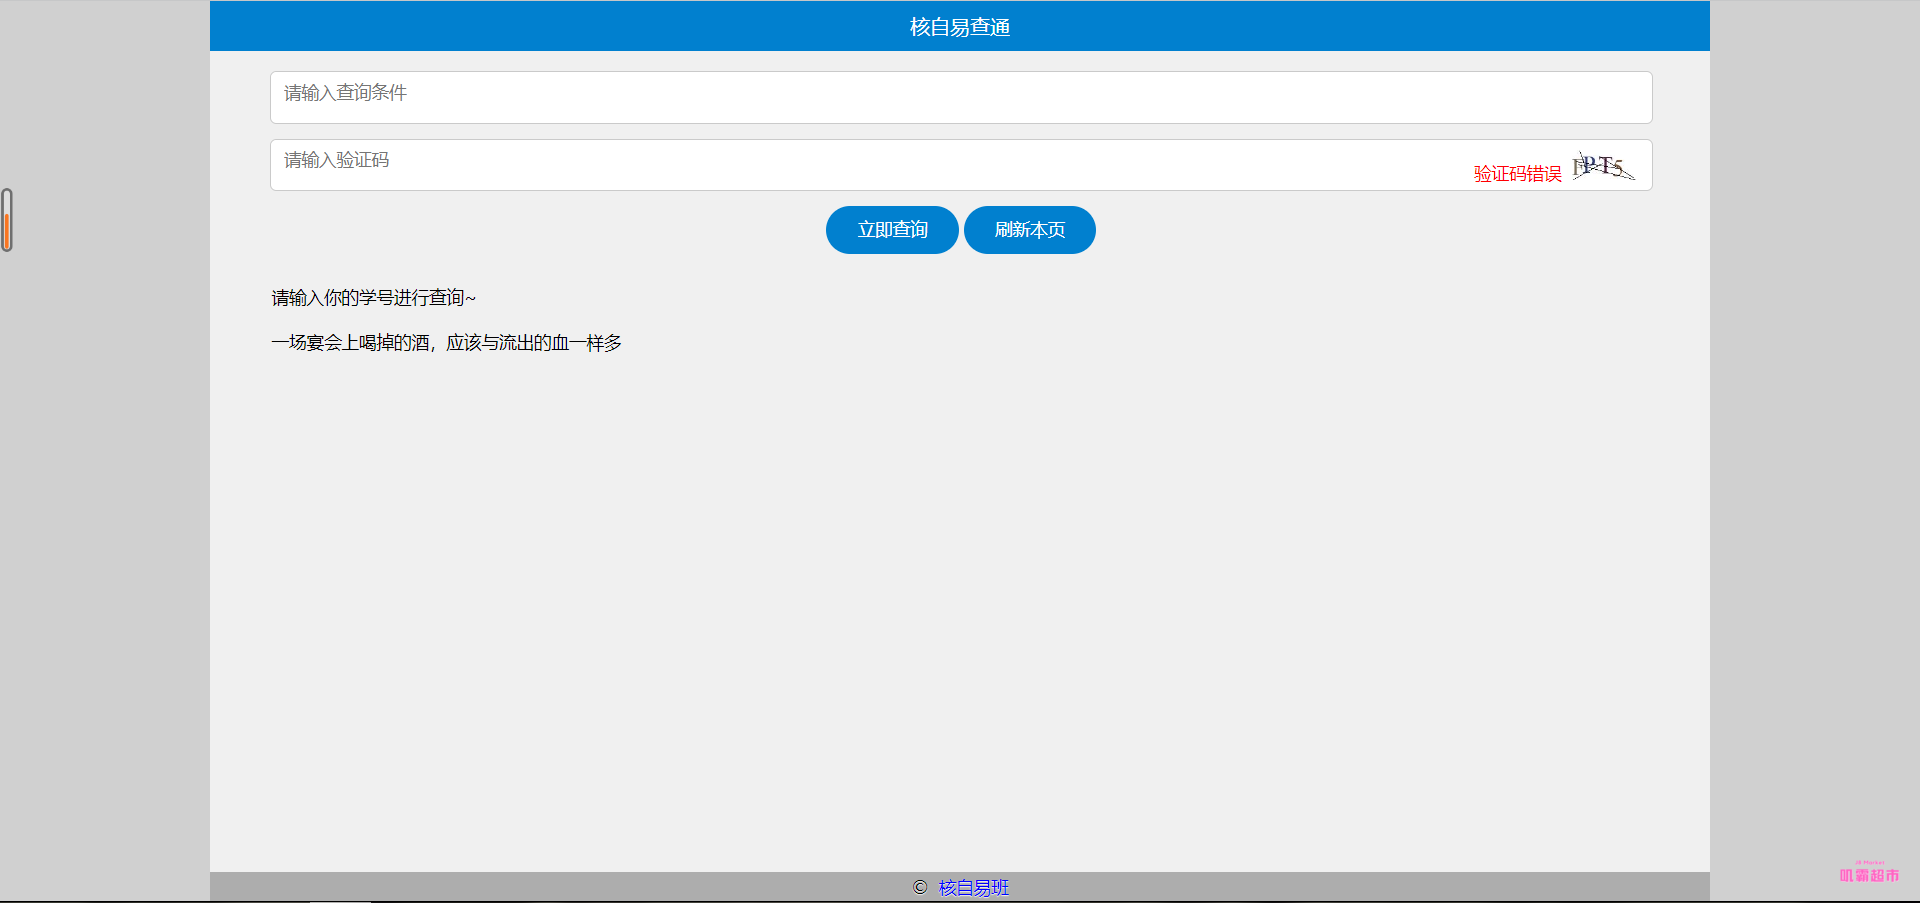 核自易查通
请输入查询条件
请输入验证码
验证码错误
立即查询 刷新本页
请输入你的学号进行查询~
一场宴会上喝掉的酒，应该与流出的血一样多
叽霸超市
© 核自易班